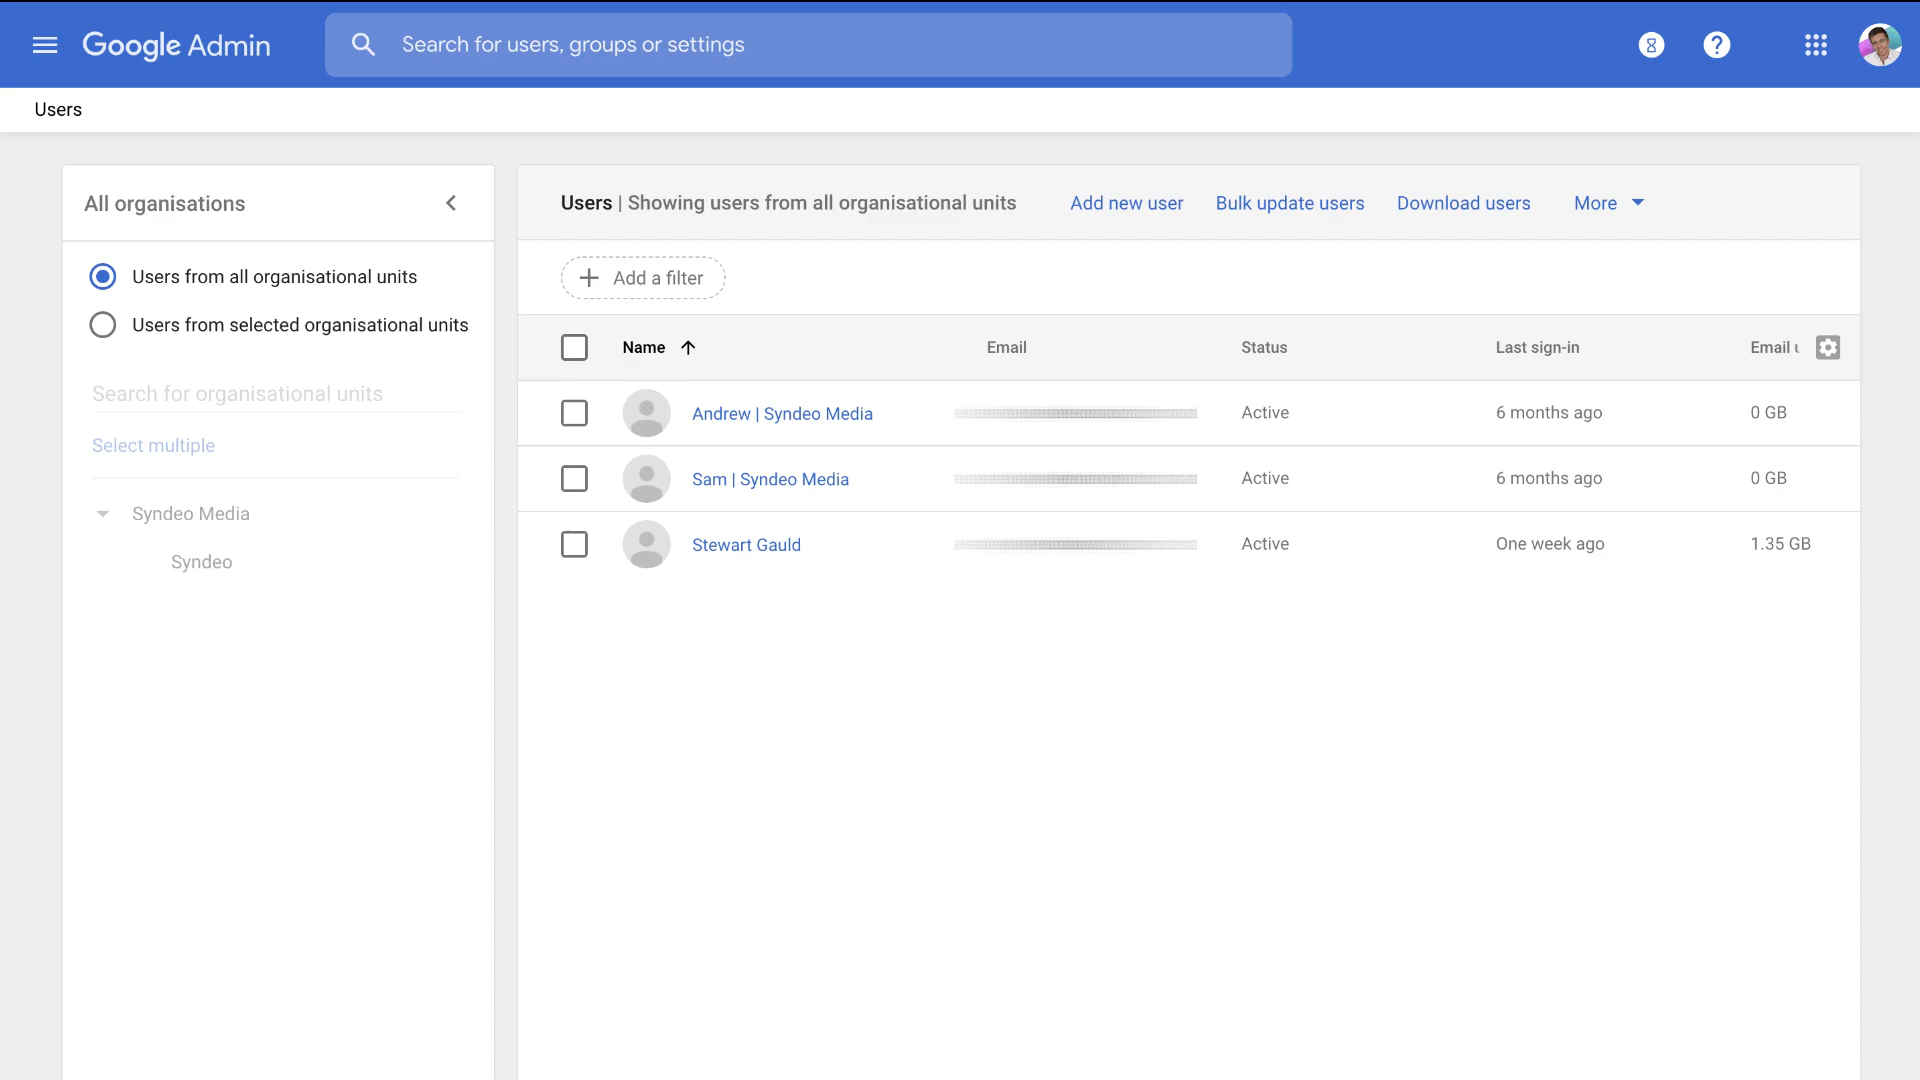 Google Admin
Search for users, groups or settings
Users
All organisations
Users from all organisational units
Users from selected organisational units
Search for organisational units
Select multiple
Syndeo Media
Syndeo
Users | Showing users from all organisational units
Add new user
Bulk update users
Download users
More
Add a filter
Name
Email
Status
Last sign-in
Email
Andrew | Syndeo Media
Active
6 months ago
0 GB
Sam | Syndeo Media
Active
6 months ago
0 GB
Stewart Gauld
Active
One week ago
1.35 GB